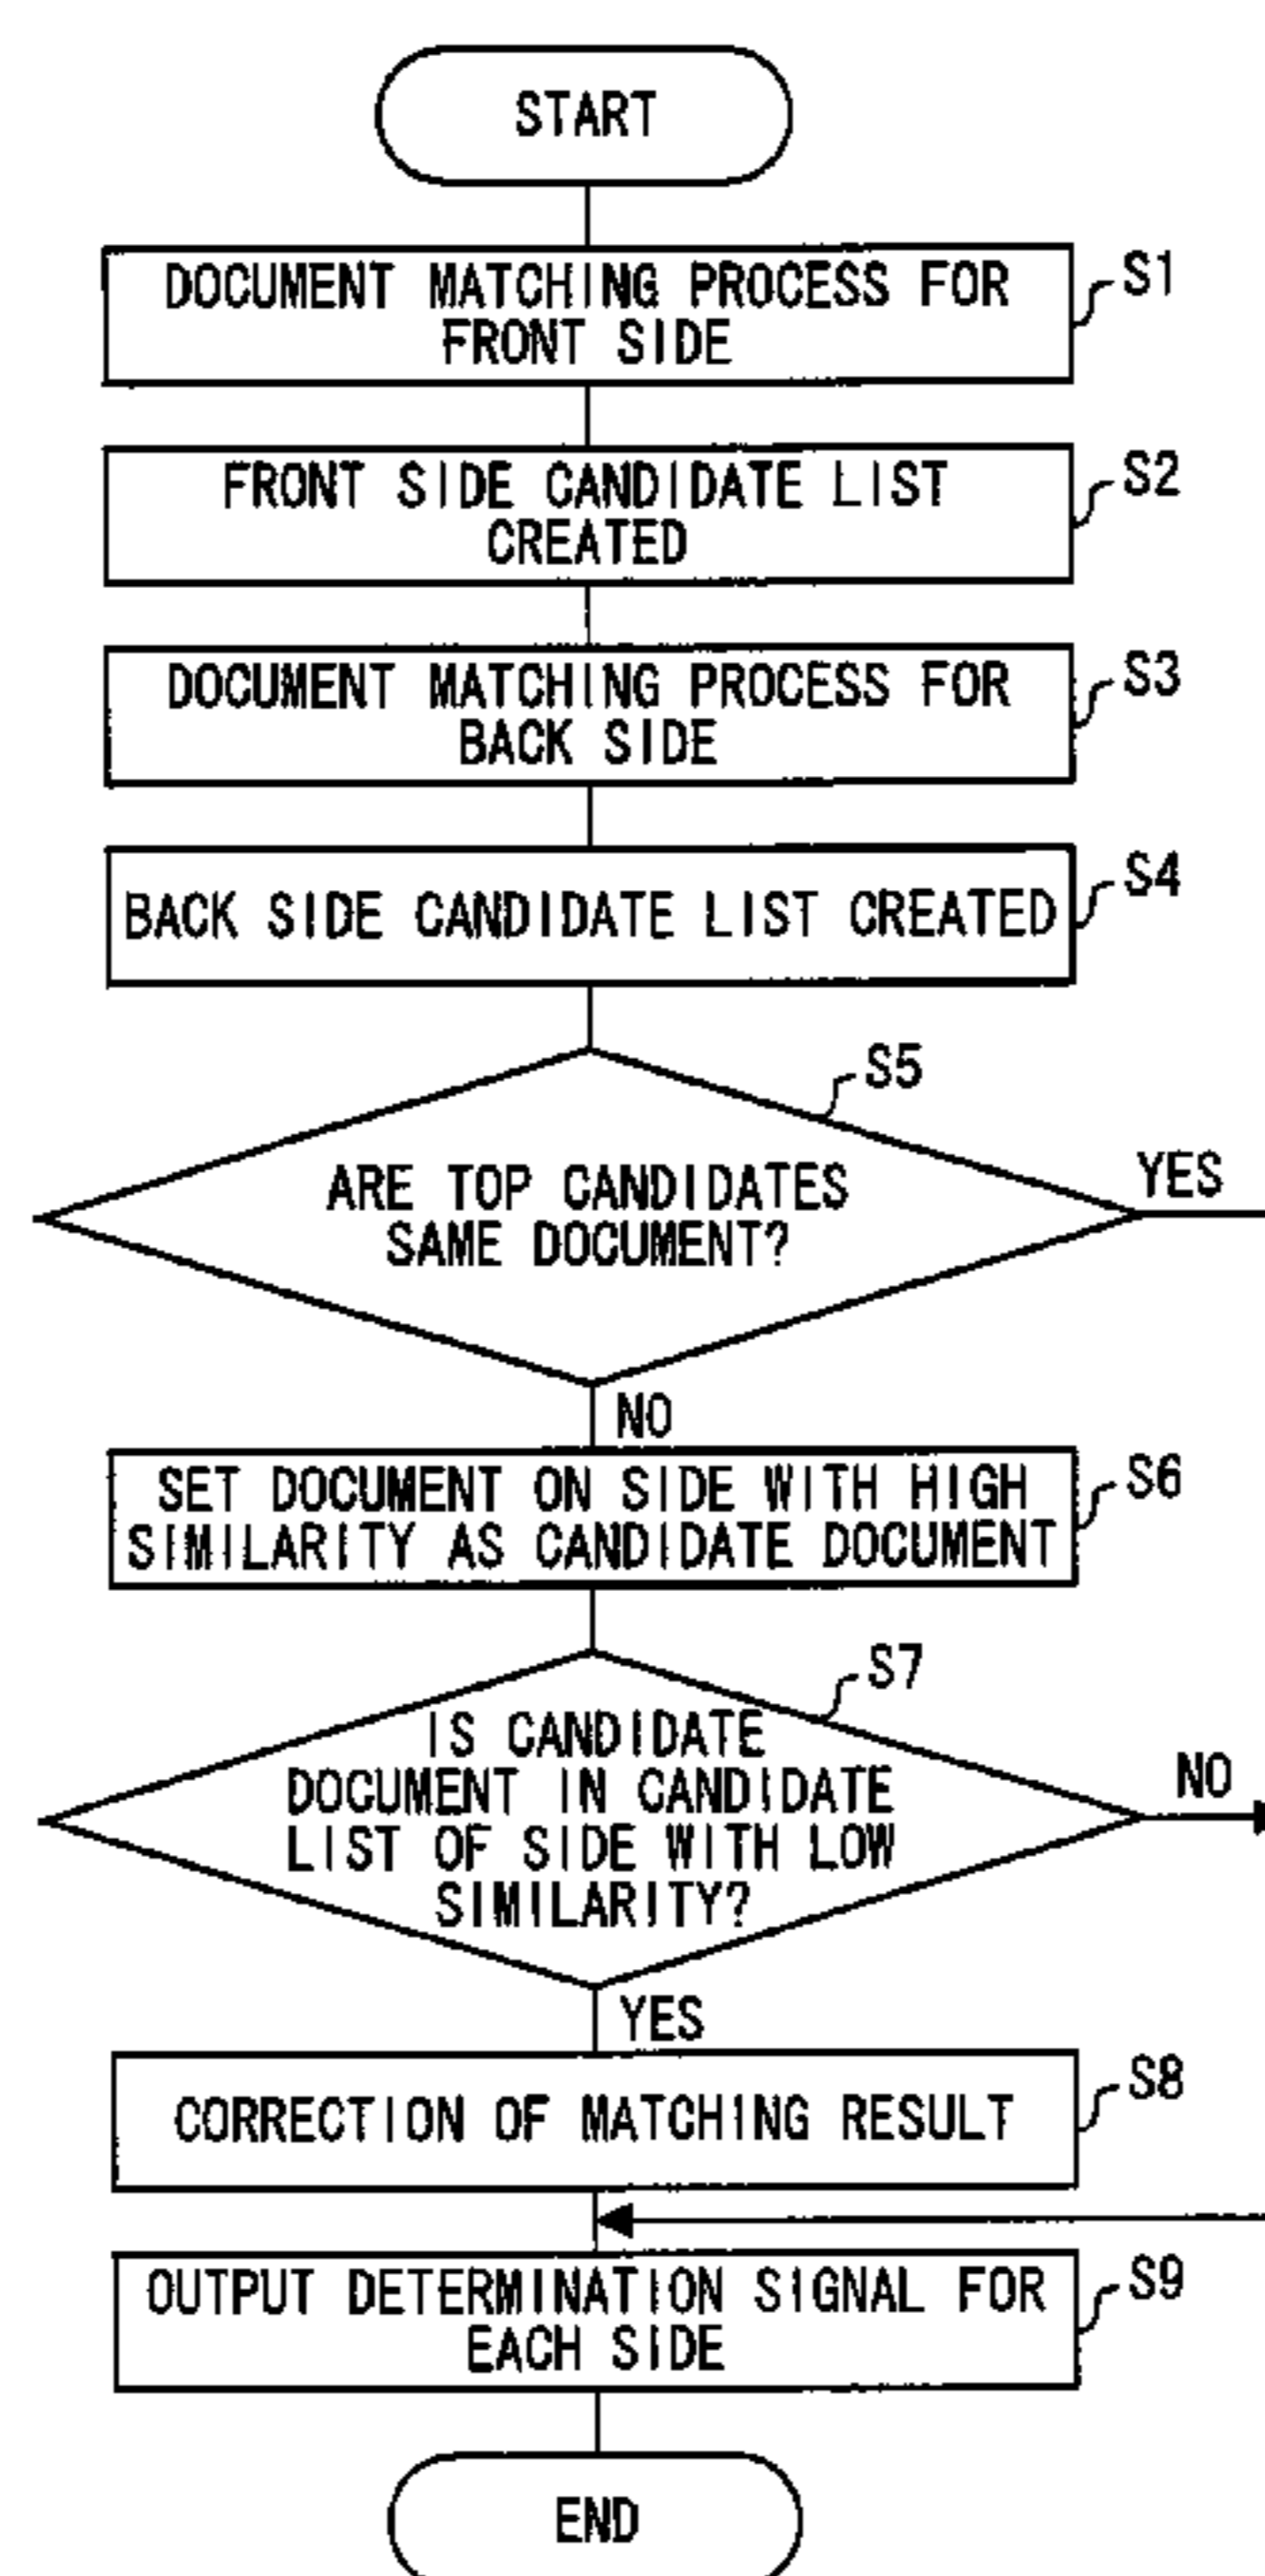 START
DOCUMENT MATCHING PROCESS FOR
FRONT SIDE
S1
FRONT SIDE CANDIDATE LIST
CREATED
S2
DOCUMENT MATCHING PROCESS FOR
BACK SIDE
S3
BACK SIDE CANDIDATE LIST CREATED
S4
S5
ARE TOP CANDIDATES
SAME DOCUMENT?
YES
NO
SET DOCUMENT ON SIDE WITH HIGH
SIMILARITY AS CANDIDATE DOCUMENT
S6
S7
IS CANDIDATE
DOCUMENT IN CANDIDATE
LIST OF SIDE WITH LOW
SIMILARITY?
NO
YES
CORRECTION OF MATCHING RESULT
S8
OUTPUT DETERMINATION SIGNAL FOR
EACH SIDE
S9
END